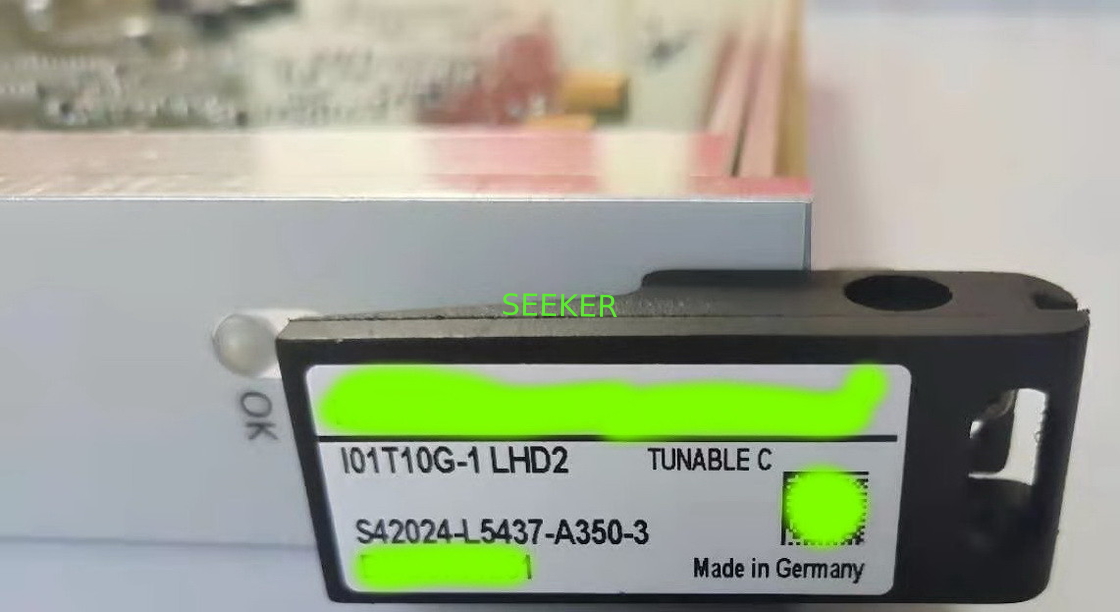 SEEKER
OK
I01T10G-1 LHD2 TUNABLE C
S42024-L5437-A350-3
Made in Germany